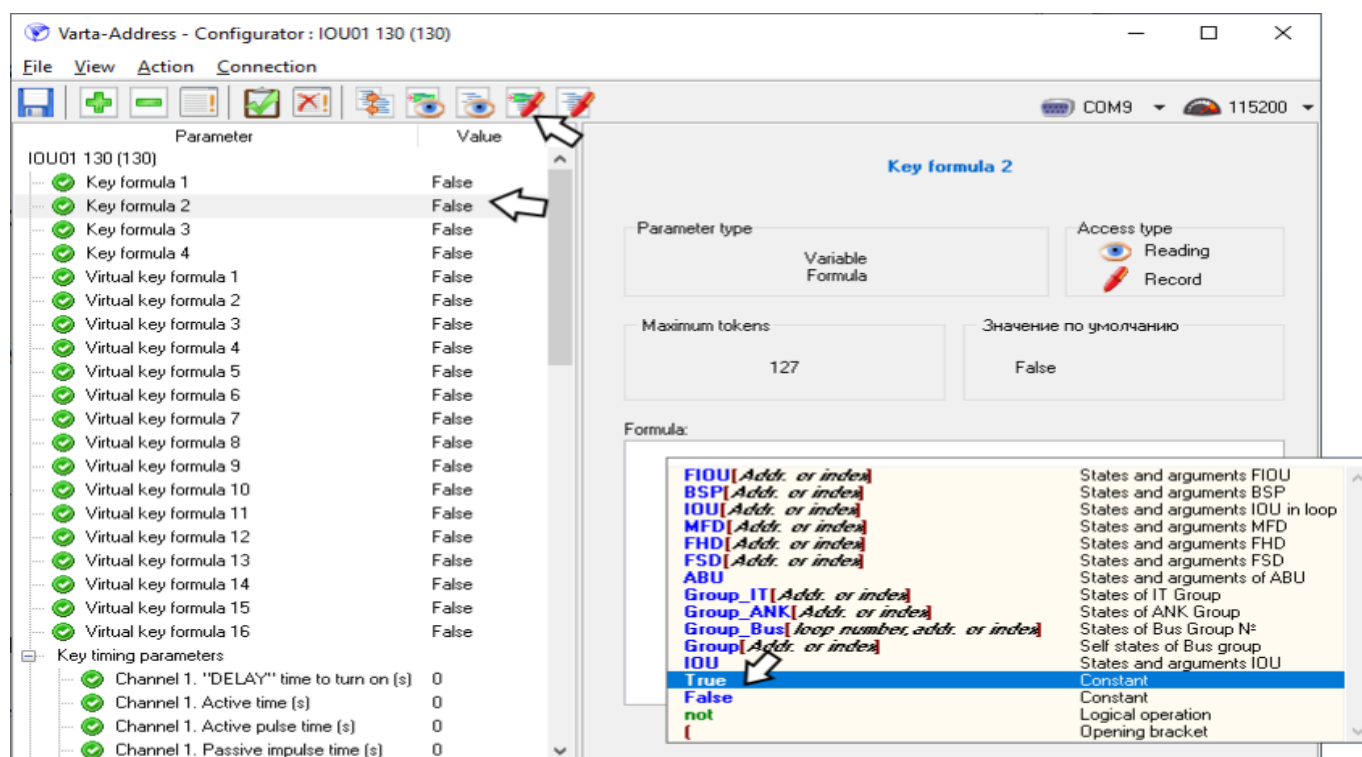 Varta-Address - Configurator : IOU01 130 (130)
File View Action Connection
COM9 115200
Parameter Value
IOU01 130 (130)
Key formula 1 False
Key formula 2 False
Key formula 3 False
Key formula 4 False
Virtual key formula 1 False
Virtual key formula 2 False
Virtual key formula 3 False
Virtual key formula 4 False
Virtual key formula 5 False
Virtual key formula 6 False
Virtual key formula 7 False
Virtual key formula 8 False
Virtual key formula 9 False
Virtual key formula 10 False
Virtual key formula 11 False
Virtual key formula 12 False
Virtual key formula 13 False
Virtual key formula 14 False
Virtual key formula 15 False
Virtual key formula 16 False
Key timing parameters
Channel 1. "DELAY" time to turn on (s) 0
Channel 1. Active time (s) 0
Channel 1. Active pulse time (s) 0
Channel 1. Passive impulse time (s) 0
Key formula 2
Parameter type
Variable
Formula
Access type
Reading
Record
Maximum tokens
127
Значение по умолчанию
False
Formula:
FIOU[Addr. or index] States and arguments FIOU
BSP[Addr. or index] States and arguments BSP
IOU[Addr. or index] States and arguments IOU in loop
MFD[Addr. or index] States and arguments MFD
FHD[Addr. or index] States and arguments FHD
FSD[Addr. or index] States and arguments FSD
ABU States and arguments of ABU
Group_IT[Addr. or index] States of IT Group
Group_ANK[Addr. or index] States of ANK Group
Group_Bus[loop number, addr. or index] States of Bus Group №
Group[Addr. or index] Self states of Bus group
IOU States and arguments IOU
True Constant
False Constant
not Logical operation
( Opening bracket